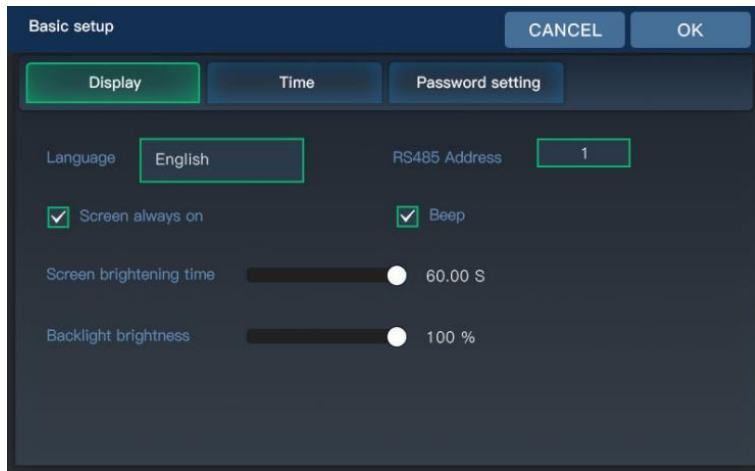 Basic setup CANCEL OK
Display Time Password setting
Language English RS485 Address 1
Screen always on Beep
Screen brightening time 60.00 S
Backlight brightness 100 %